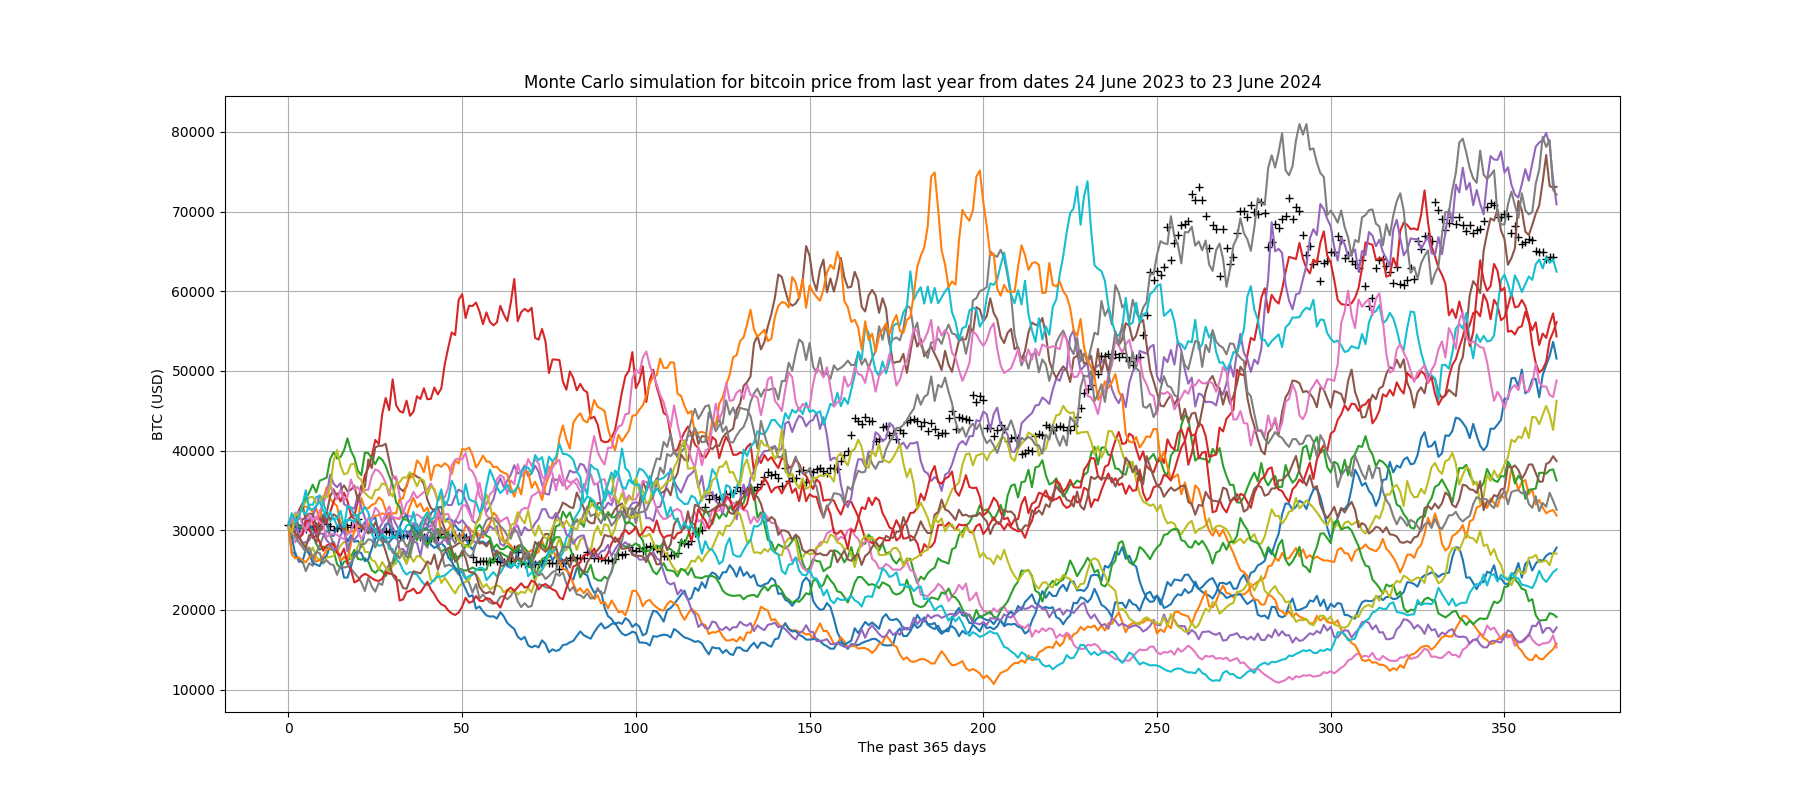 Monte Carlo simulation for bitcoin price from last year from dates 24 June 2023 to 23 June 2024
80000
70000
60000
50000
40000
30000
20000
10000
BTC (USD)
0 50 100 150 200 250 300 350
The past 365 days